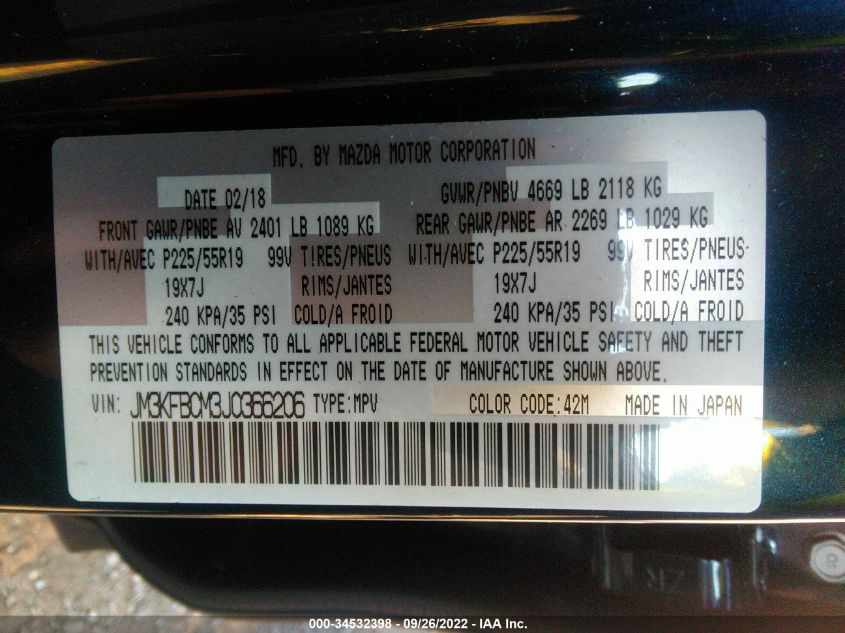 MFD. BY MAZDA MOTOR CORPORATION
DATE 02/18 GVWR/PNBV 4669 LB 2118 KG
FRONT GAWR/PNBE AV 2401 LB 1089 KG REAR GAWR/PNBE AR 2269 LB 1029 KG
WITH/AVEC P225/55R19 99V TIRES/PNEUS WITH/AVEC P225/55R19 99V TIRES/PNEUS
19X7J RIMS/JANTES 19X7J RIMS/JANTES
240 KPA/35 PSI COLD/A FROID 240 KPA/35 PSI COLD/A FROID
THIS VEHICLE CONFORMS TO ALL APPLICABLE FEDERAL MOTOR VEHICLE SAFETY AND THEFT
PREVENTION STANDARDS IN EFFECT ON THE DATE OF MANUFACTURE SHOWN ABOVE.
VIN: JM3KFBCM3J0366206 TYPE:MPV COLOR CODE:42M MADE IN JAPAN
000-34532398 - 09/26/2022 - IAA Inc.